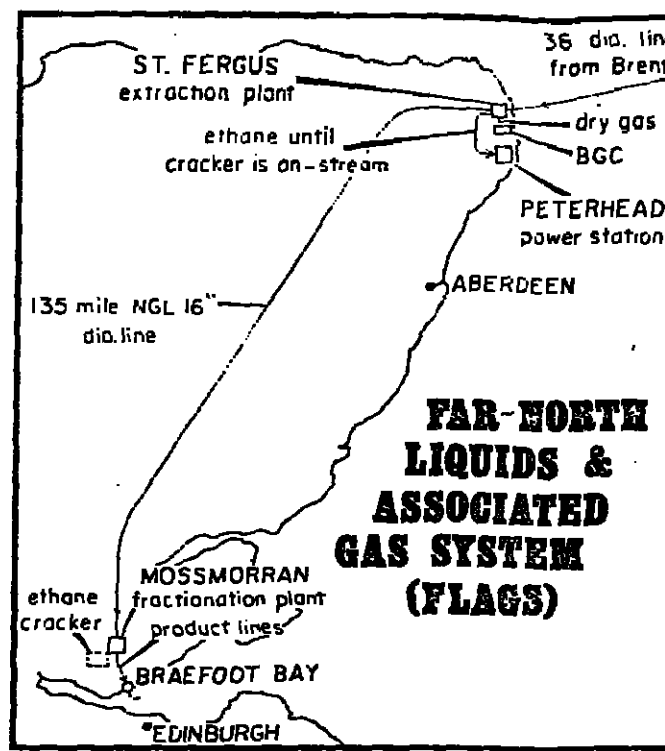 36 dia. lin
from Brent
ST. FERGUS
extraction plant
dry gas
ethane until
cracker is on-stream
BGC
PETERHEAD
power station
ABERDEEN
135 mile NGL 16"
dia. line
FAR-NORTH
LIQUIDS &
ASSOCIATED
GAS SYSTEM
(FLAGS)
MOSSMORRAN
fractionation plant
ethane
cracker
product lines
BRAEFOOT BAY
EDINBURGH